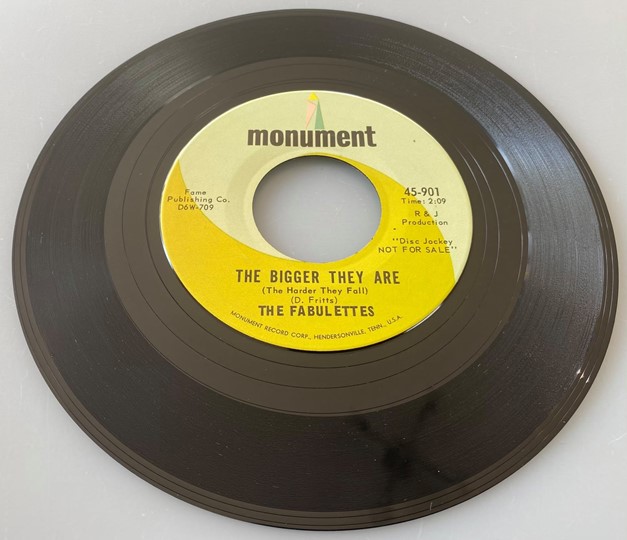 monument
Fame
Publishing Co.
D6W-709
45-901
Time: 2:09
R & J
Production
"Disc Jockey
NOT FOR SALE"
THE BIGGER THEY ARE
(The Harder They Fall)
(D. Fritts)
THE FABULETTES
MONUMENT RECORD CORP., HENDERSONVILLE, TENN., U.S.A.